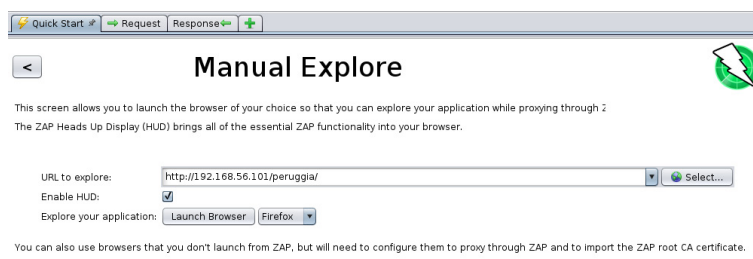 Quick Start Request Response
<
Manual Explore
This screen allows you to launch the browser of your choice so that you can explore your application while proxying through
The ZAP Heads Up Display (HUD) brings all of the essential ZAP functionality into your browser.
URL to explore: http://192.168.56.101/peruggia/ Select...
Enable HUD:
Explore your application: Launch Browser Firefox
You can also use browsers that you don't launch from ZAP, but will need to configure them to proxy through ZAP and to import the ZAP root CA certificate.